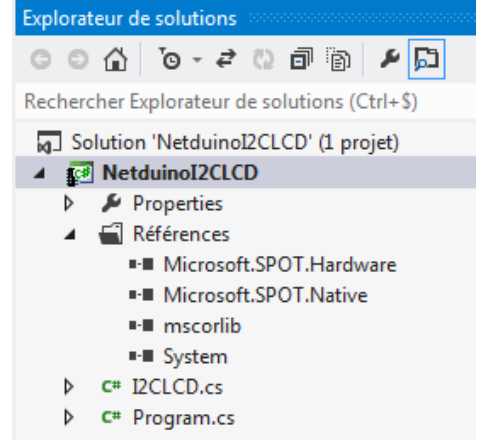 Explorateur de solutions
Rechercher Explorateur de solutions (Ctrl+$)
Solution 'NetduinoI2CLCD' (1 projet)
NetduinoI2CLCD
Properties
Références
Microsoft.SPOT.Hardware
Microsoft.SPOT.Native
mscorlib
System
C# I2CLCD.cs
C# Program.cs